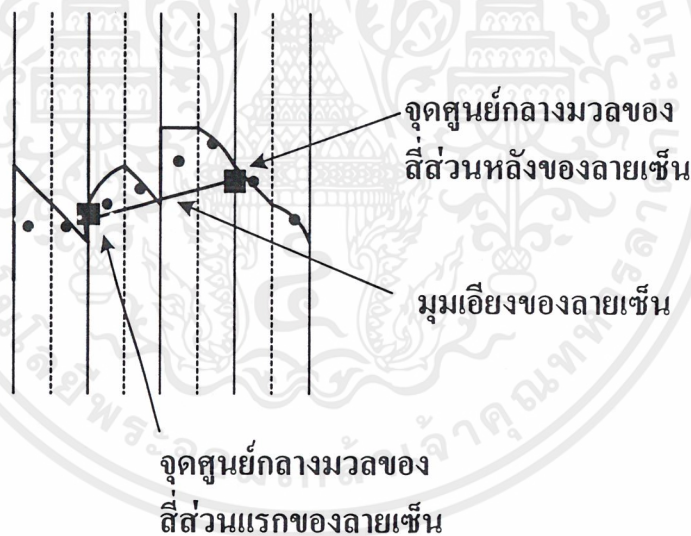 จุดศูนย์กลางมวลของ
สี่ส่วนหลังของลายเซ็น
มุมเอียงของลายเซ็น
จุดศูนย์กลางมวลของ
สี่ส่วนแรกของลายเซ็น